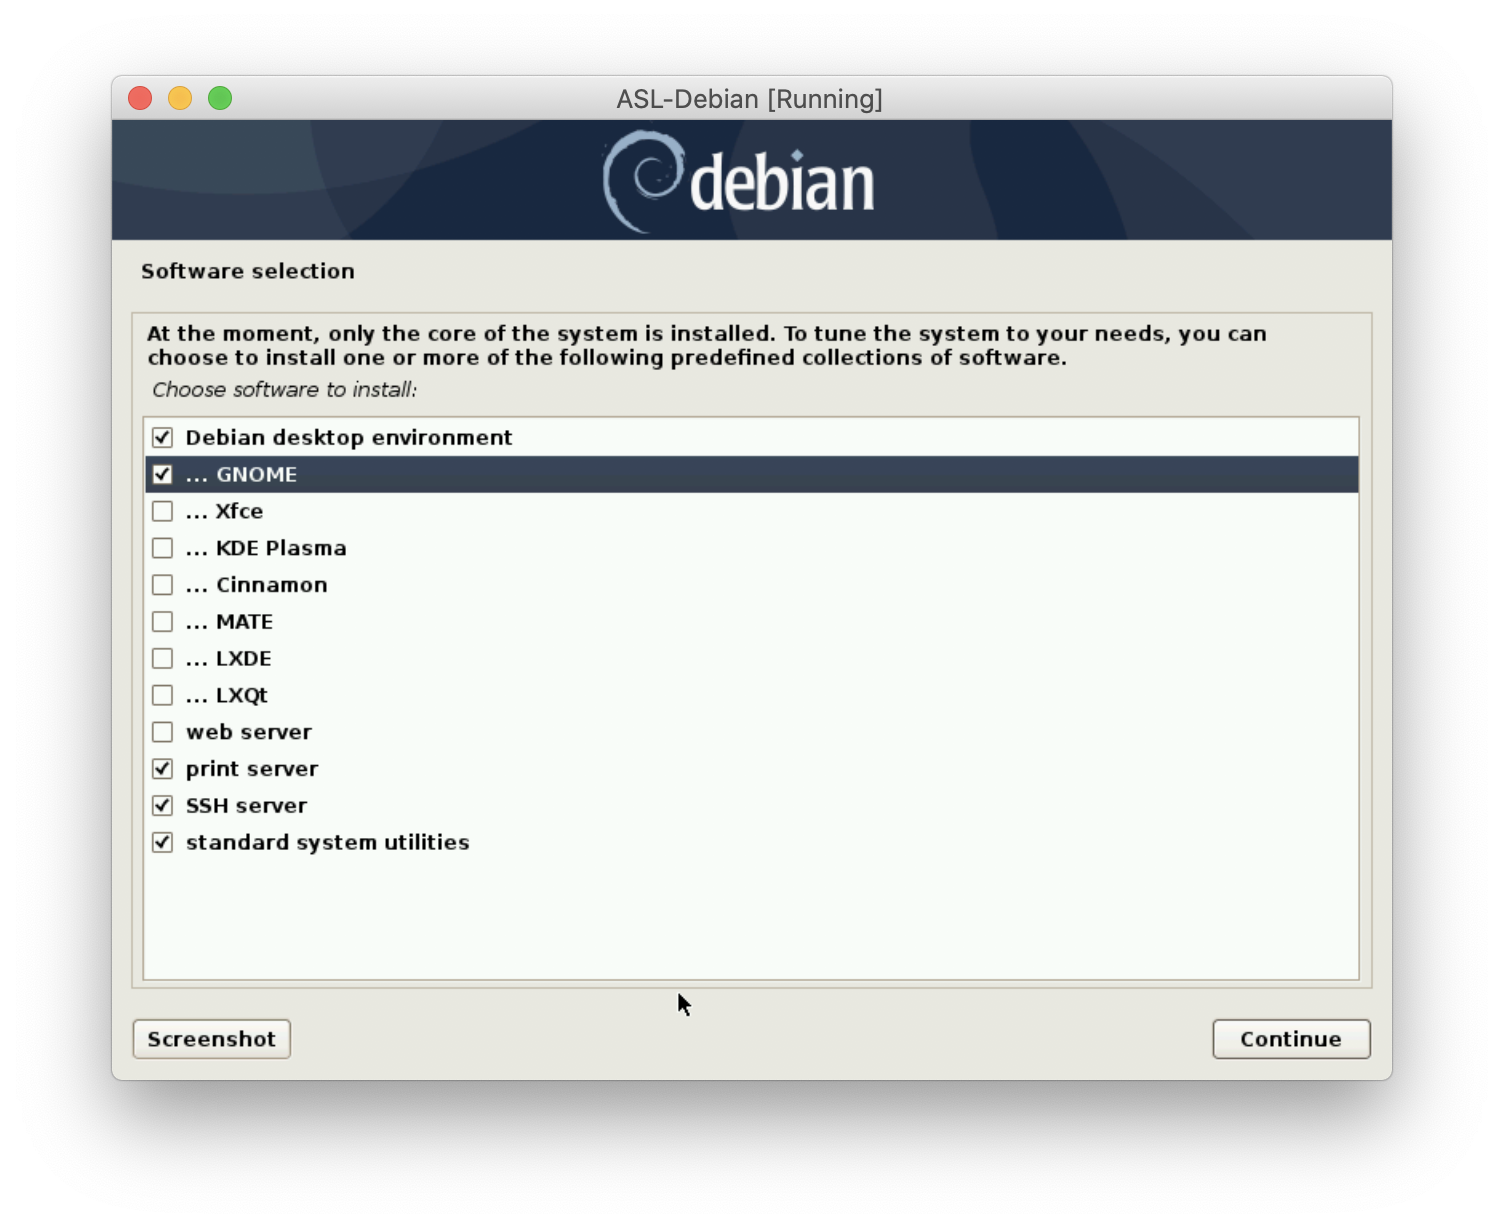 ASL-Debian [Running]
debian
Software selection
At the moment, only the core of the system is installed. To tune the system to your needs, you can
choose to install one or more of the following predefined collections of software.
Choose software to install:
Debian desktop environment
... GNOME
... Xfce
... KDE Plasma
... Cinnamon
... MATE
... LXDE
... LXQt
web server
print server
SSH server
standard system utilities
Screenshot
Continue